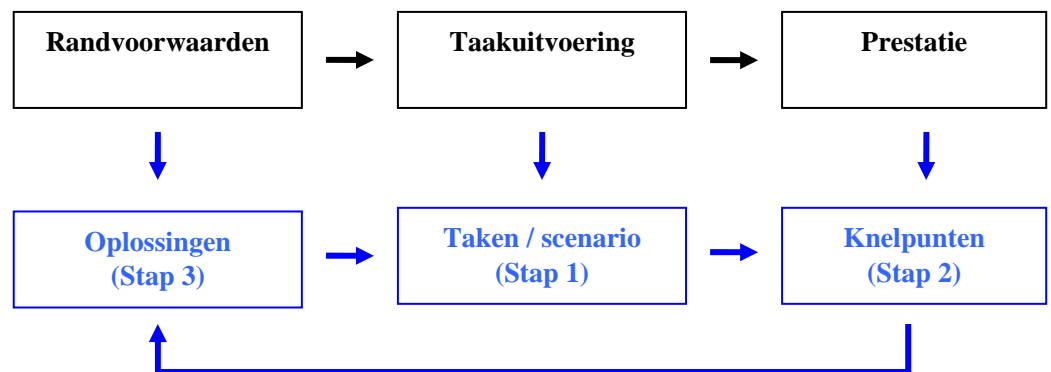 Randvoorwaarden
Taakuitvoering
Prestatie
Oplossingen
(Stap 3)
Taken / scenario
(Stap 1)
Knelpunten
(Stap 2)